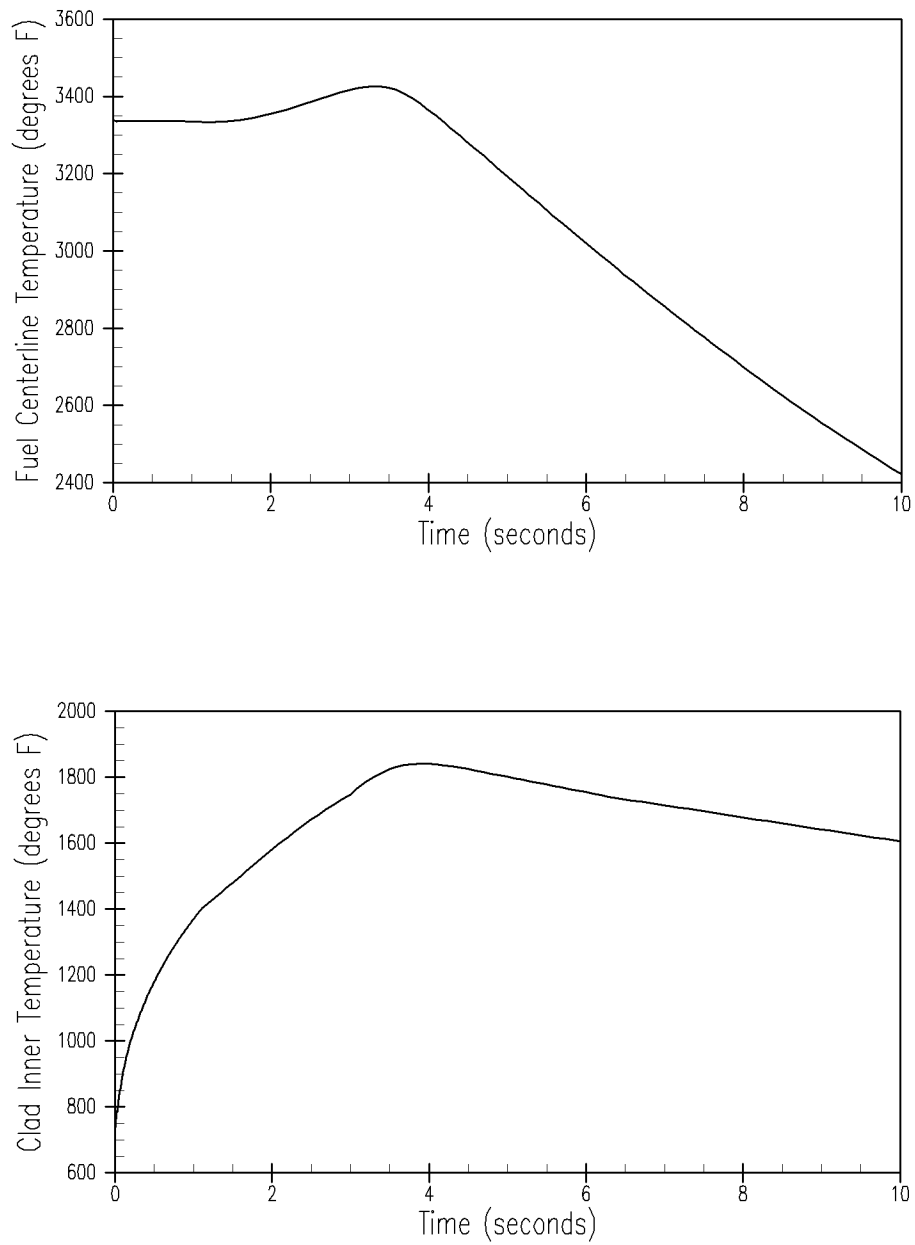 3600
3400
3200
3000
2800
2600
2400
Fuel Centerline Temperature (degrees F)
0 2 4 6 8 10
Time (seconds)
2000
1800
1600
1400
1200
1000
800
600
Clad Inner Temperature (degrees F)
0 2 4 6 8 10
Time (seconds)